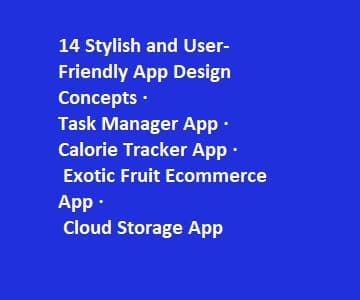 14 Stylish and User-
Friendly App Design
Concepts ·
Task Manager App ·
Calorie Tracker App ·
Exotic Fruit Ecommerce
App ·
Cloud Storage App